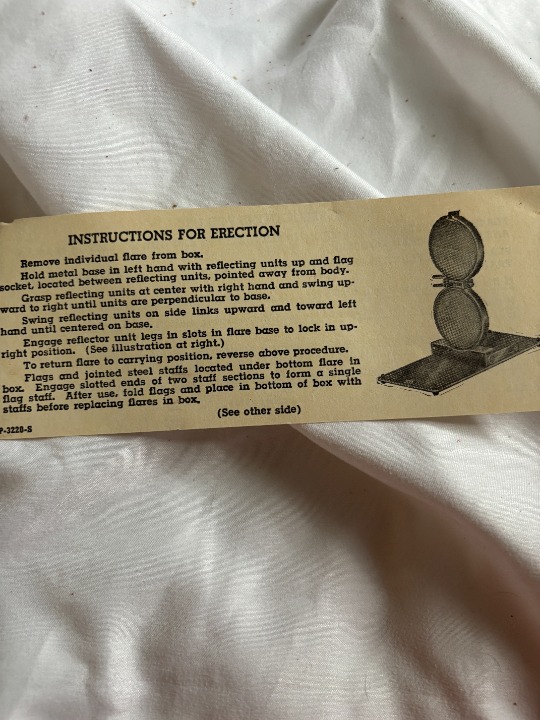 INSTRUCTIONS FOR ERECTION
Remove individual flare from box.
Hold metal base in left hand with reflecting units up and flag
socket, located between reflecting units, pointed away from body.
Grasp reflecting units at center with right hand and swing up-
ward to right until units are perpendicular to base.
Swing reflecting units on side links upward and toward left
hand until centered on base.
Engage reflector unit legs in slots in flare base to lock in up-
right position. (See illustration at right.)
To return flare to carrying position, reverse above procedure.
Flags and jointed steel staffs located under bottom flare in
box. Engage slotted ends of two staff sections to form a single
flag staff. After use, fold flags and place in bottom of box with
staffs before replacing flares in box.
(See other side)
P-3220-S